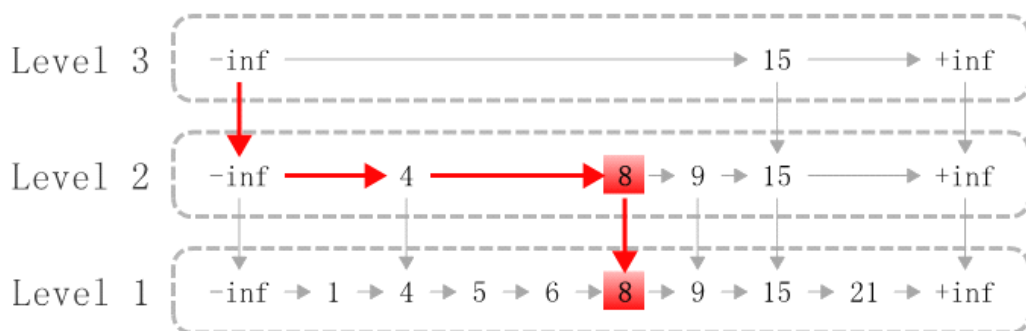 Level 3 -inf 15 +inf
Level 2 -inf 4 8 9 15 +inf
Level 1 -inf 1 4 5 6 8 9 15 21 +inf